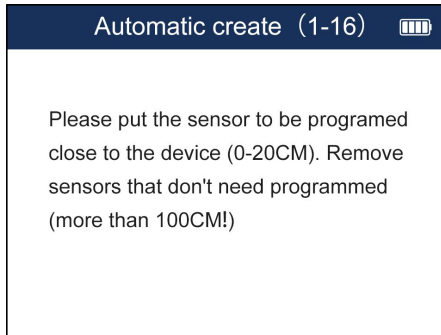 Automatic create（1-16）
Please put the sensor to be programed
close to the device (0-20CM). Remove
sensors that don't need programmed
(more than 100CM!)